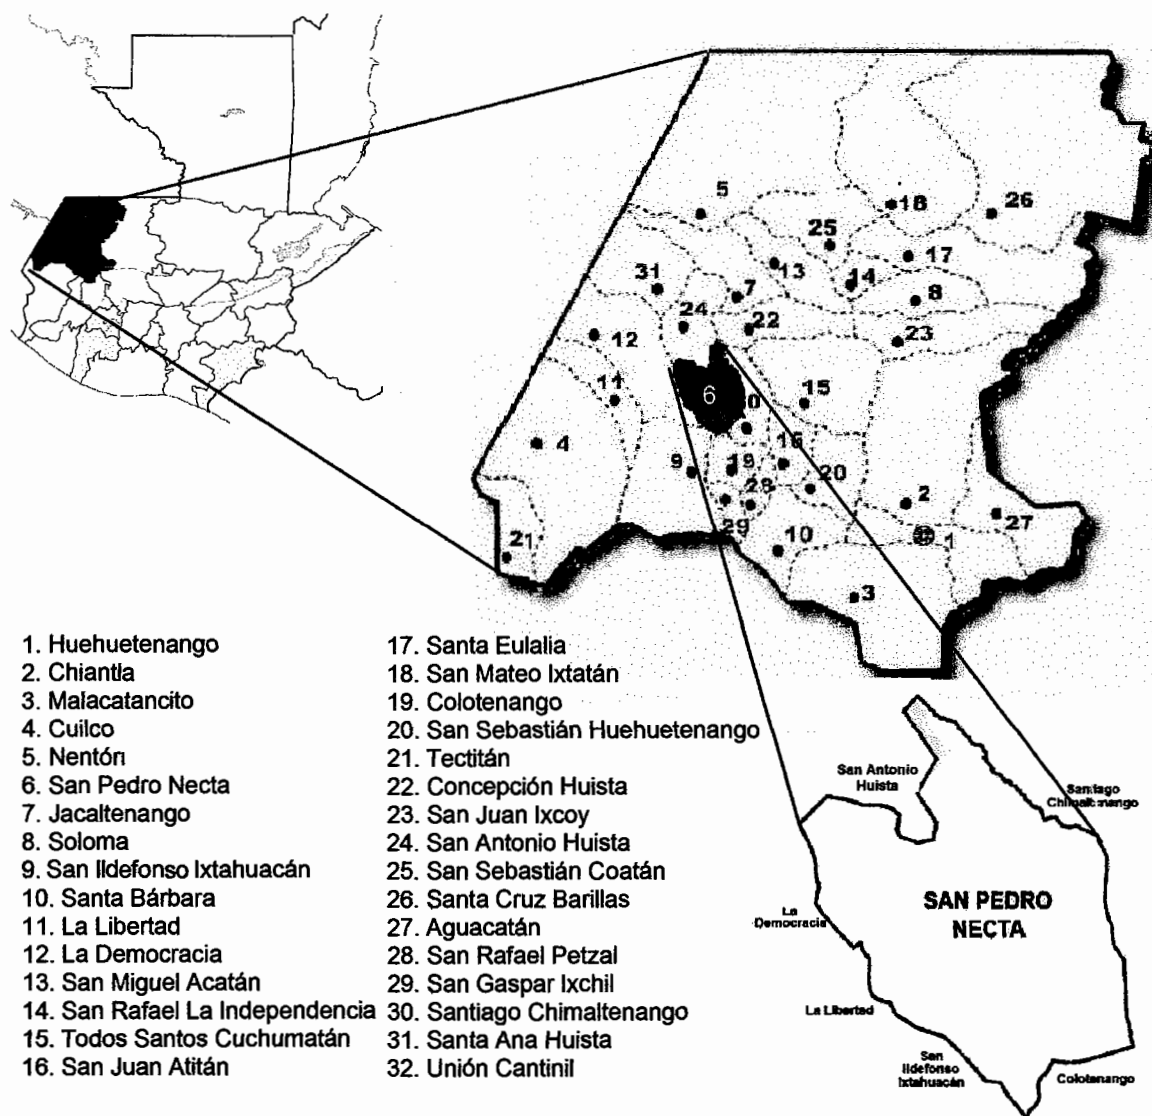 5
18
26
25
17
13
14
31
7
8
24
22
23
12
6
15
11
0
4
16
9
19
20
28
2
27
29
10
1
21
3
1. Huehuetenango
2. Chiantla
3. Malacatancito
4. Cuilco
5. Nentón
6. San Pedro Necta
7. Jacaltenango
8. Soloma
9. San Ildefonso Ixtahuacán
10. Santa Bárbara
11. La Libertad
12. La Democracia
13. San Miguel Acatán
14. San Rafael La Independencia
15. Todos Santos Cuchumatán
16. San Juan Atitán
17. Santa Eulalia
18. San Mateo Ixtatán
19. Colotenango
20. San Sebastián Huehuetenango
21. Tectitán
22. Concepción Huista
23. San Juan Ixcoy
24. San Antonio Huista
25. San Sebastián Coatán
26. Santa Cruz Barillas
27. Aguacatán
28. San Rafael Petzal
29. San Gaspar Ixchil
30. Santiago Chimaltenango
31. Santa Ana Huista
32. Unión Cantinil
San Antonio
Huista
Santiago
Chimaltenango
SAN PEDRO
NECTA
La
Democracia
La Libertad
San
Ildefonso
Ixtahuacán
Colotenango